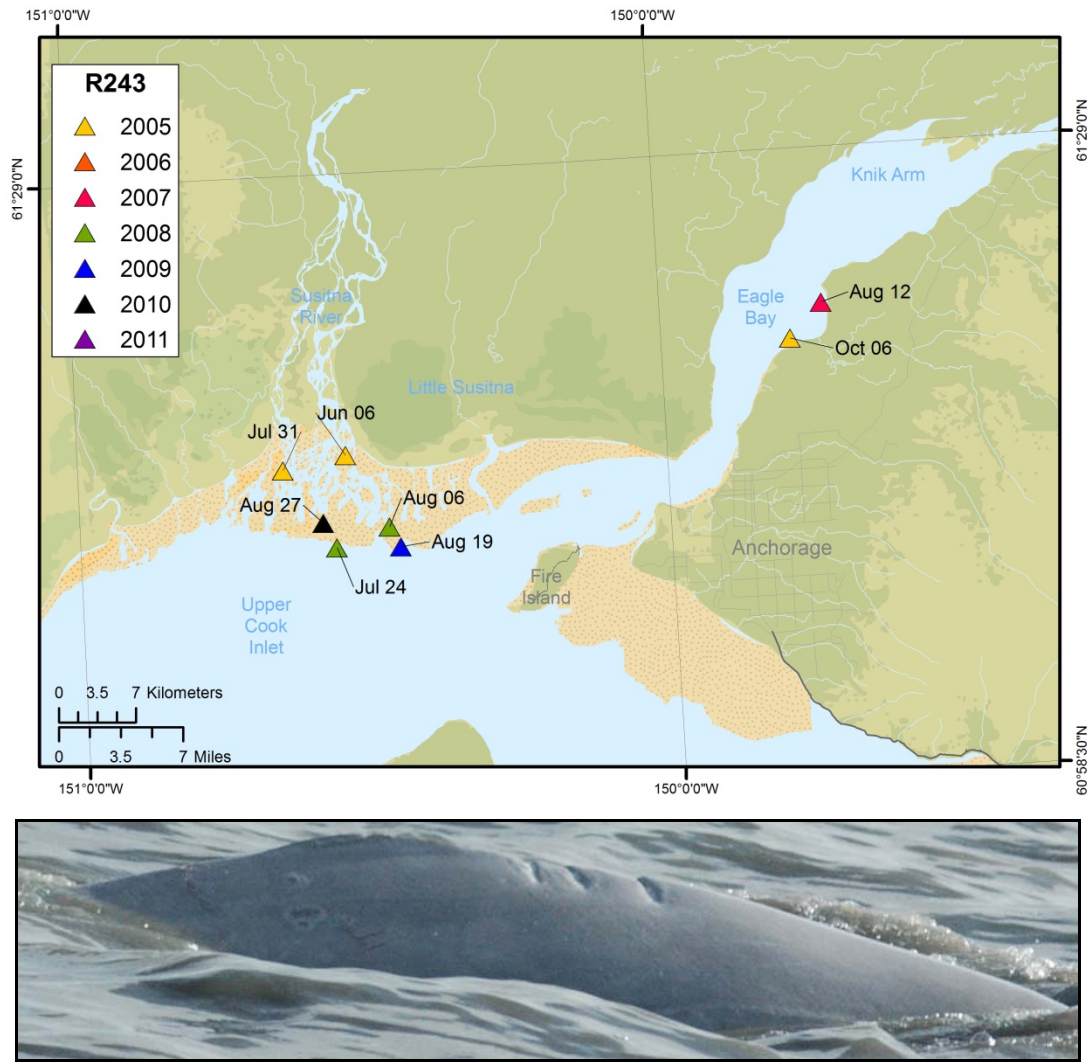 151°0'0"W
150°0'0"W
R243
2005
2006
2007
2008
2009
2010
2011
61°29'0"N
61°29'0"N
Knik Arm
Susitna
River
Eagle
Bay
Aug 12
Oct 06
Little Susitna
Jun 06
Jul 31
Aug 06
Aug 27
Aug 19
Jul 24
Anchorage
Fire
Island
Upper
Cook
Inlet
0 3.5 7 Kilometers
0 3.5 7 Miles
60°58'30"N
151°0'0"W
150°0'0"W